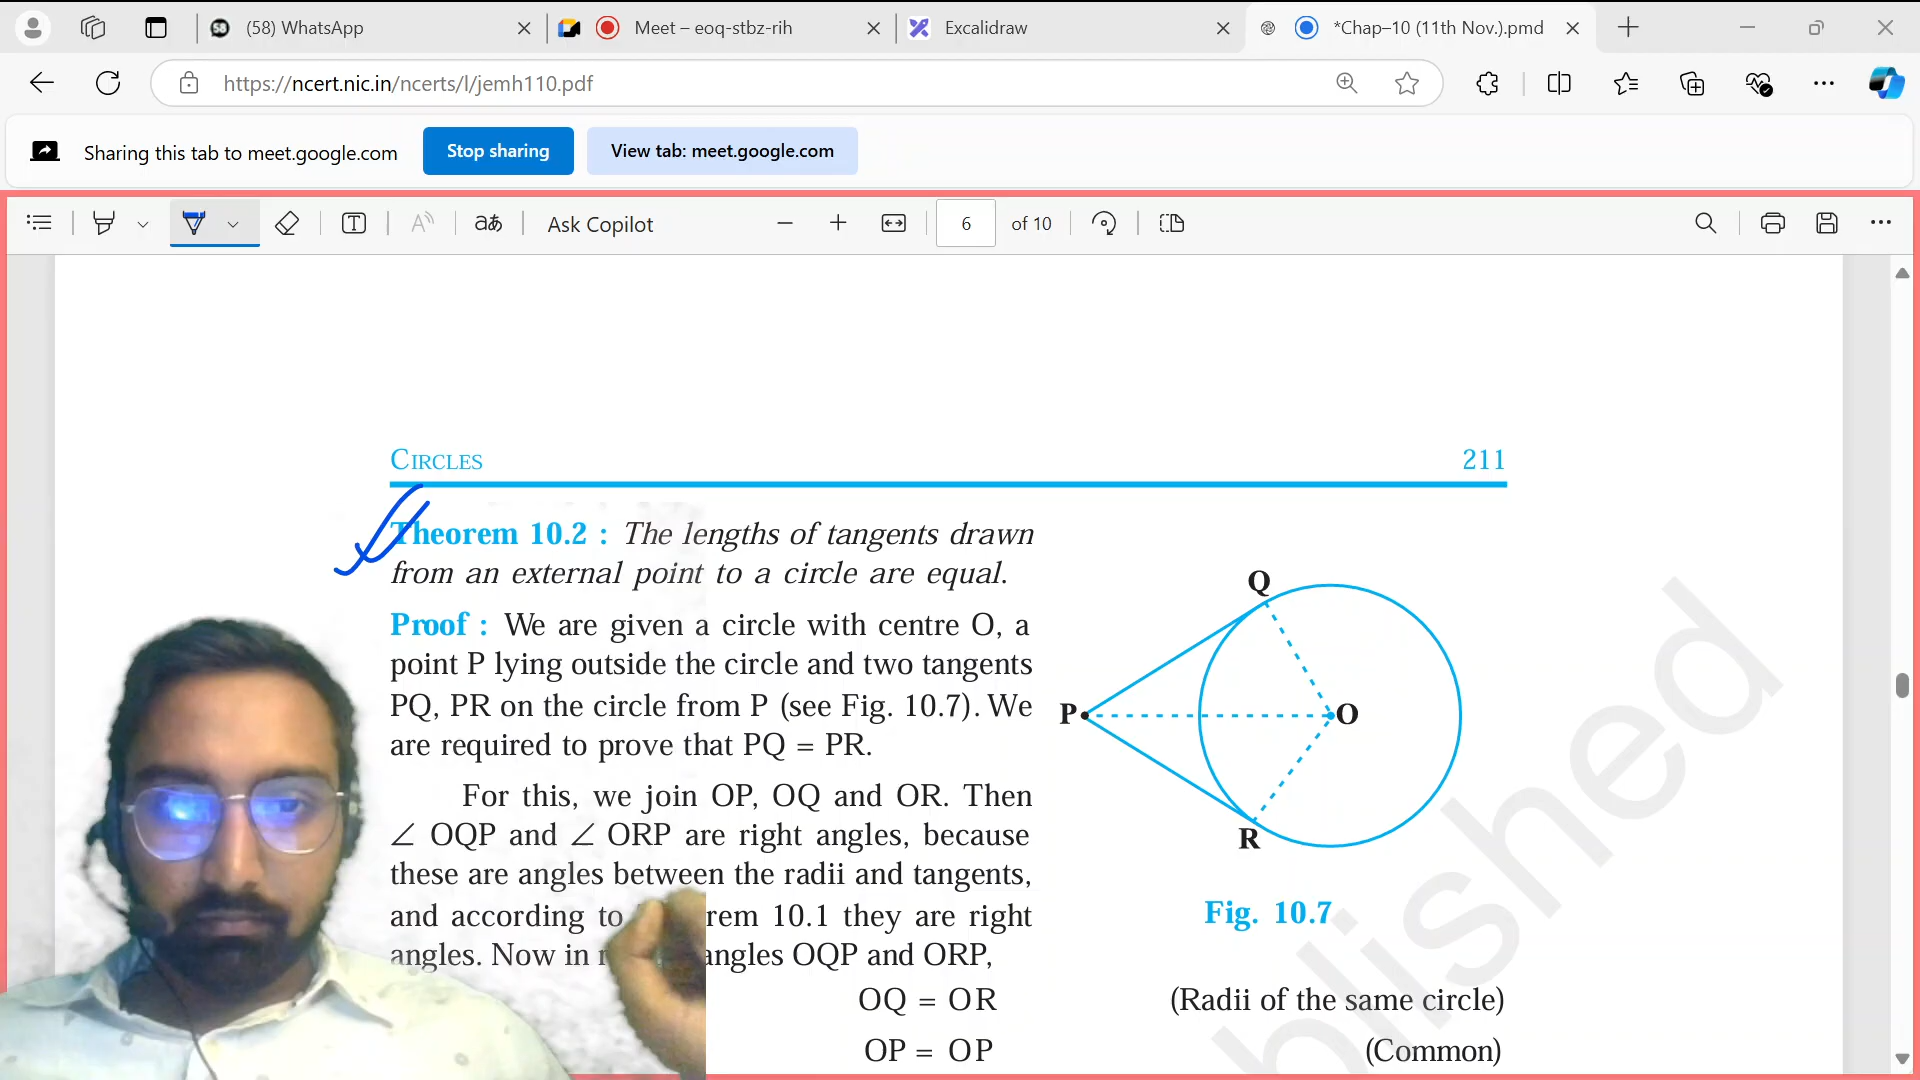 58
(58) WhatsApp
Meet – eoq-stbz-rih
Excalidraw
*Chap–10 (11th Nov.).pmd
https://ncert.nic.in/ncerts/l/jemh110.pdf
Sharing this tab to meet.google.com
Stop sharing
View tab: meet.google.com
Ask Copilot
6
of 10
CIRCLES
211
Theorem 10.2 : The lengths of tangents drawn
from an external point to a circle are equal.
Proof : We are given a circle with centre O, a
point P lying outside the circle and two tangents
PQ, PR on the circle from P (see Fig. 10.7). We
are required to prove that PQ = PR.
For this, we join OP, OQ and OR. Then
∠ OQP and ∠ ORP are right angles, because
these are angles between the radii and tangents,
and according to rem 10.1 they are right
angles. Now in angles OQP and ORP,
OQ = OR (Radii of the same circle)
OP = OP (Common)
Q
P
O
R
Fig. 10.7
blished